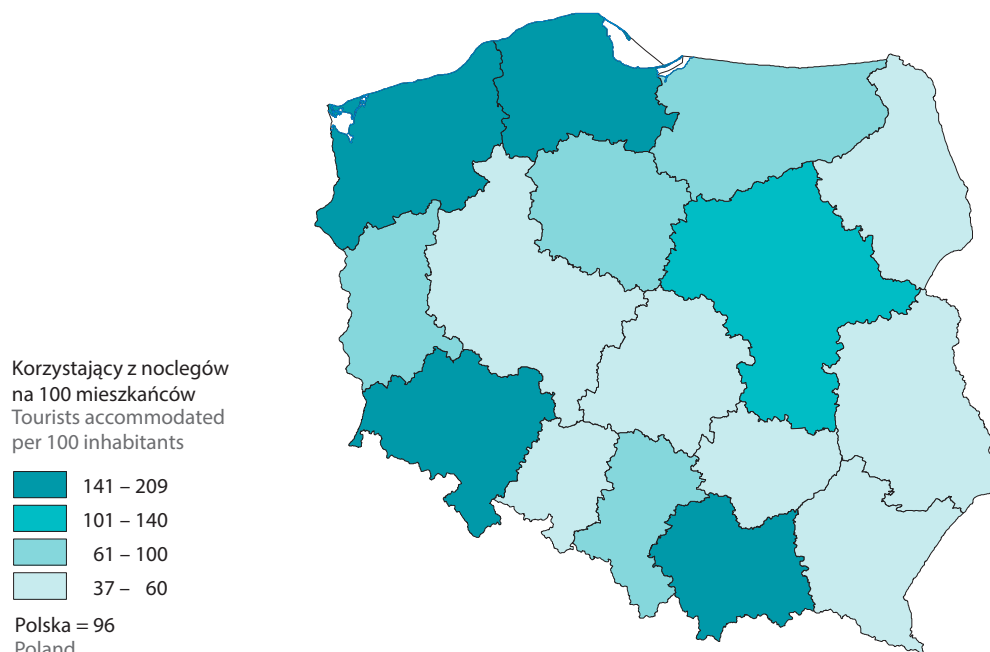 Korzystający z noclegów
na 100 mieszkańców
Tourists accommodated
per 100 inhabitants
141 – 209
101 – 140
61 – 100
37 – 60
Polska = 96
Poland